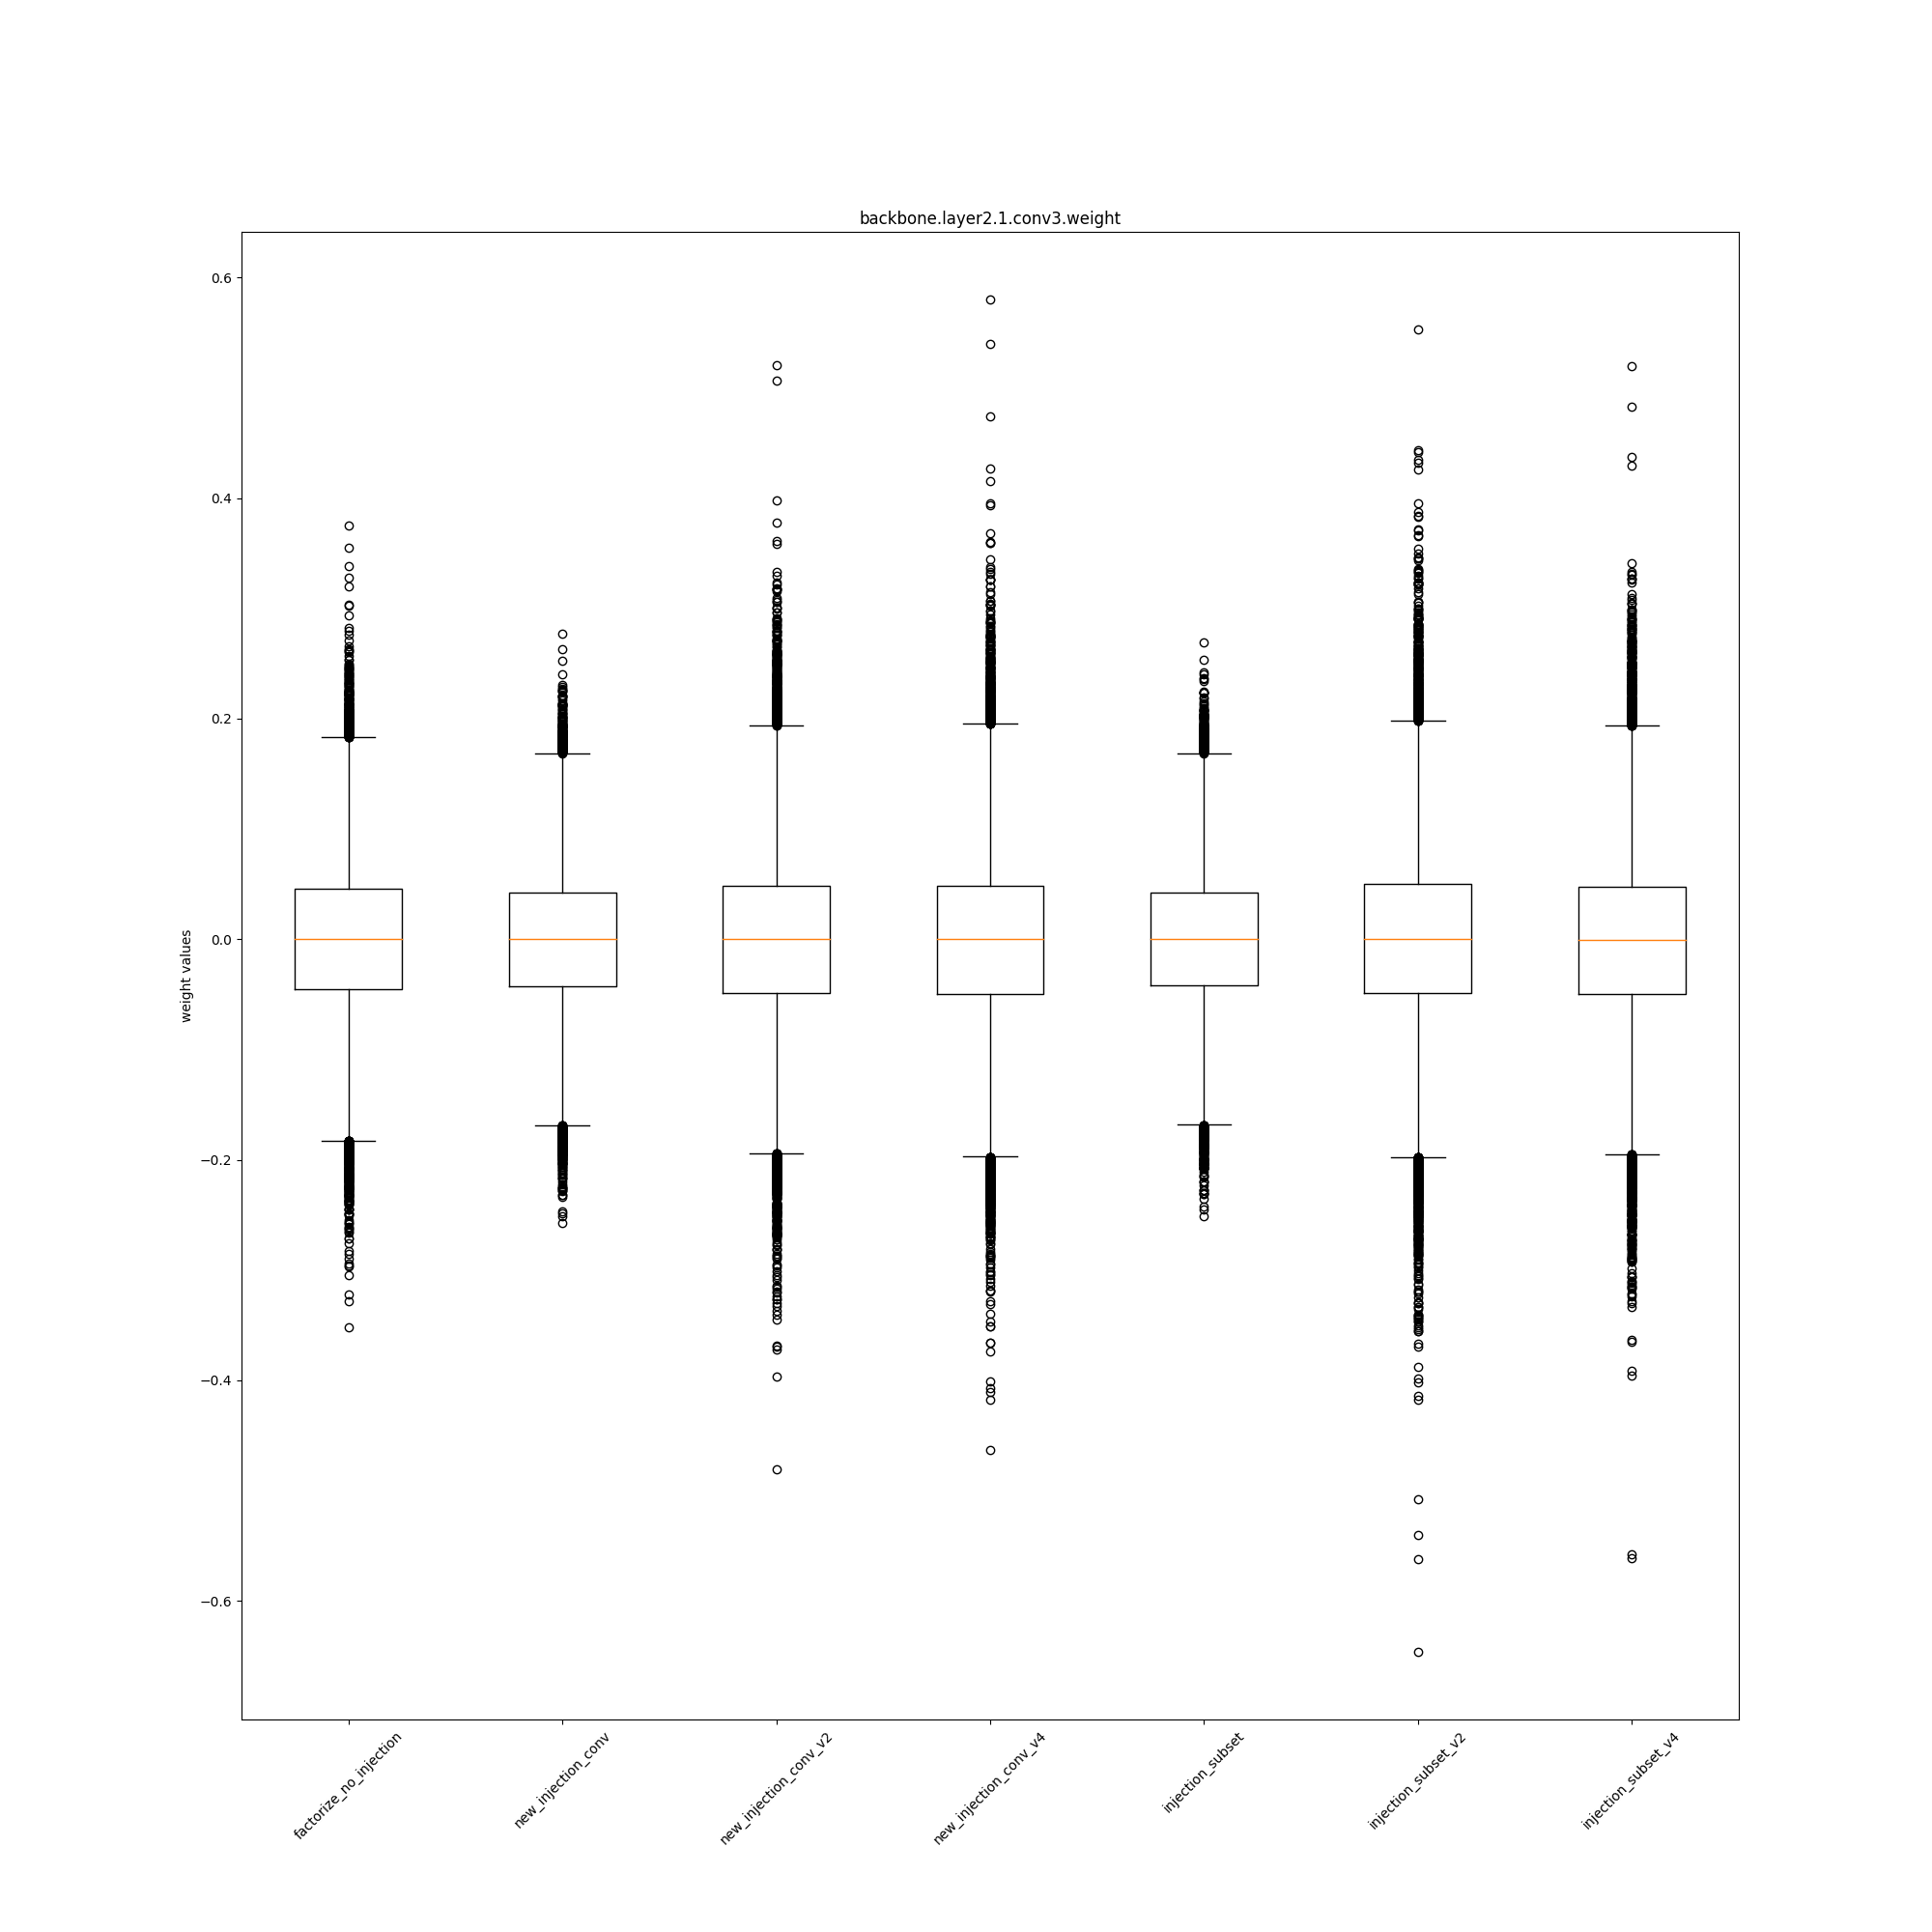 backbone.layer2.1.conv3.weight
0.6
0.4
0.2
0.0
−0.2
−0.4
−0.6
weight values
factorize_no_injection
new_injection_conv
new_injection_conv_v2
new_injection_conv_v4
injection_subset
injection_subset_v2
injection_subset_v4